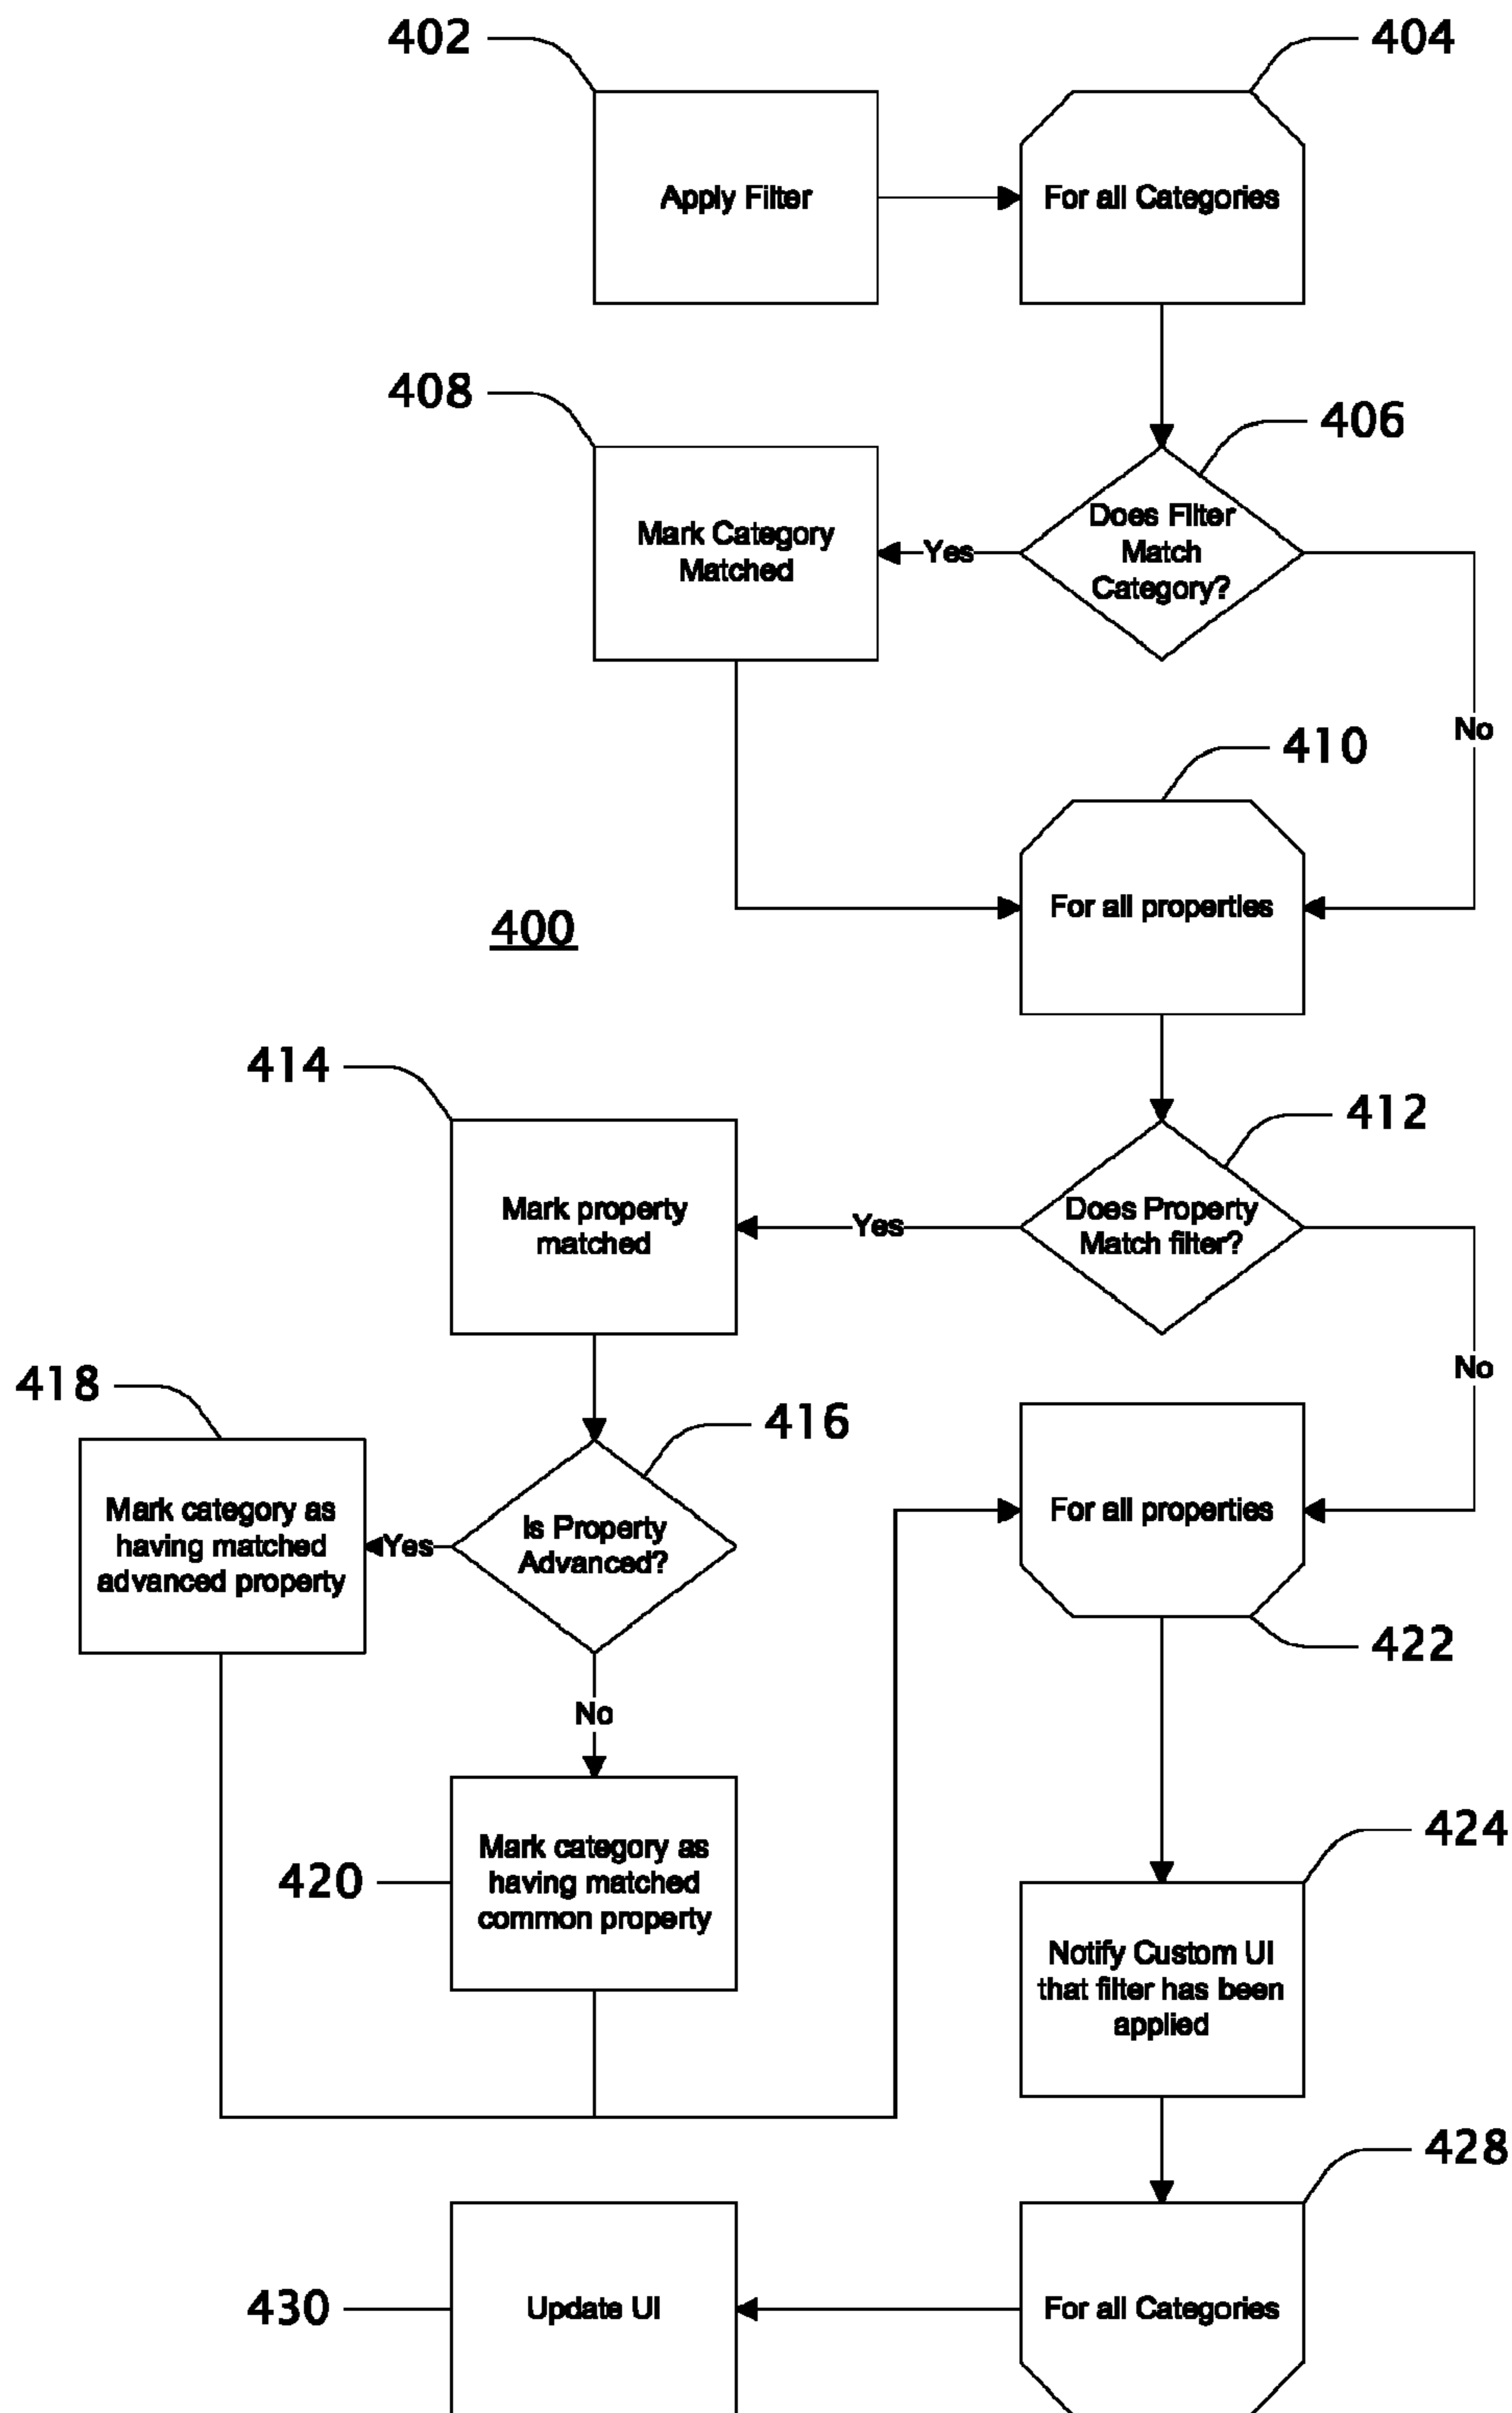 402
404
Apply Filter
For all Categories
408
406
Mark Category
Matched
Yes
Does Filter
Match
Category?
No
410
For all properties
400
414
412
Mark property
matched
Yes
Does Property
Match filter?
No
418
416
Mark category as
having matched
advanced property
Yes
Is Property
Advanced?
For all properties
422
No
424
420
Mark category as
having matched
common property
Notify Custom UI
that filter has been
applied
428
430
Update UI
For all Categories